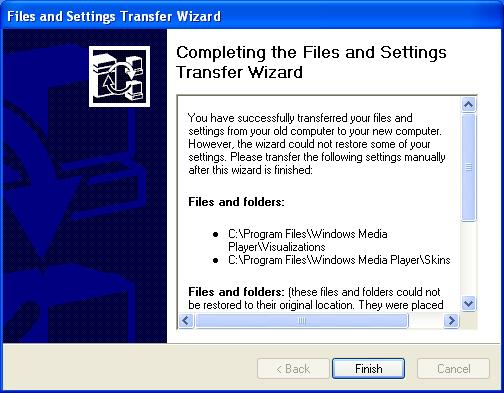 Files and Settings Transfer Wizard
Completing the Files and Settings
Transfer Wizard
You have successfully transferred your files and
settings from your old computer to your new computer.
However, the wizard could not restore some of your
settings. Please transfer the following settings manually
after this wizard is finished:
Files and folders:
• C:\Program Files\Windows Media
Player\Visualizations
• C:\Program Files\Windows Media Player\Skins
Files and folders: (these files and folders could not
be restored to their original location. They were placed
< Back
Finish
Cancel